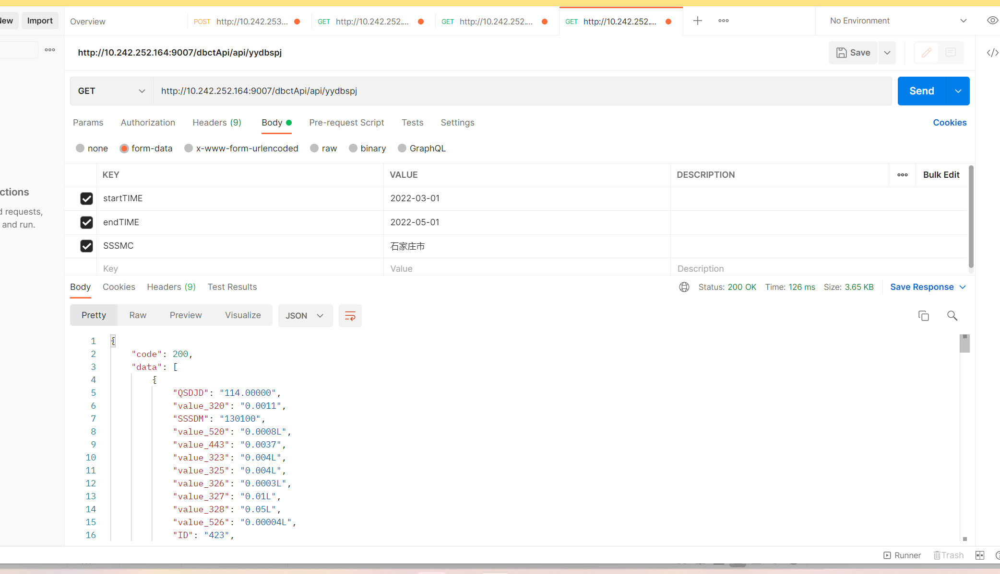 New Import Overview POST http://10.242.253... GET http://10.242.252.... GET http://10.242.252.... GET http://10.242.252.... No Environment
http://10.242.252.164:9007/dbctApi/api/yydbspj Save
GET http://10.242.252.164:9007/dbctApi/api/yydbspj Send
Params Authorization Headers (9) Body Pre-request Script Tests Settings Cookies
none form-data x-www-form-urlencoded raw binary GraphQL
KEY VALUE DESCRIPTION Bulk Edit
ctions
startTIME 2022-03-01
d requests,
endTIME 2022-05-01
and run.
SSSMC 石家庄市
Key Value Description
Body Cookies Headers (9) Test Results Status: 200 OK Time: 126 ms Size: 3.65 KB Save Response
Pretty Raw Preview Visualize JSON
1 {
2 "code": 200,
3 "data": [
4 {
5 "QSDJD": "114.00000",
6 "value_320": "0.0011",
7 "SSSDM": "130100",
8 "value_520": "0.0008L",
9 "value_443": "0.0037",
10 "value_323": "0.004L",
11 "value_325": "0.004L",
12 "value_326": "0.0003L",
13 "value_327": "0.01L",
14 "value_328": "0.05L",
15 "value_526": "0.00004L",
16 "ID": "423",
Runner Trash